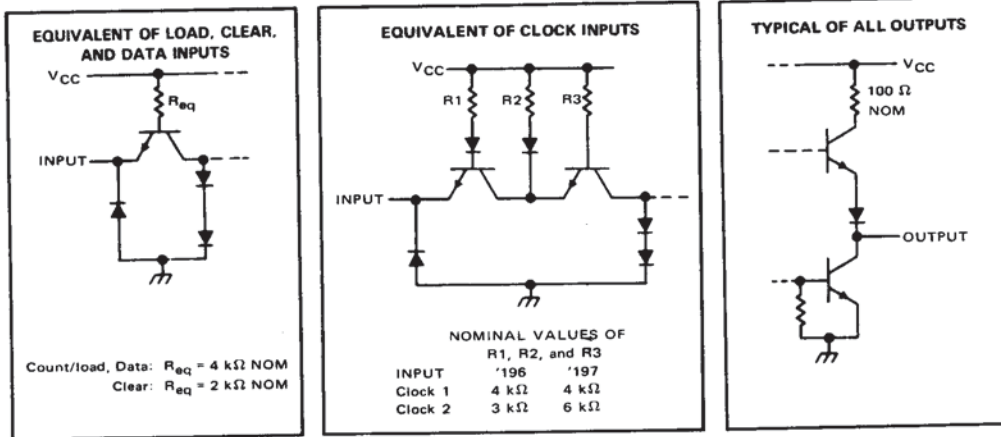 EQUIVALENT OF LOAD, CLEAR,
AND DATA INPUTS
VCC
Req
INPUT
Count/load, Data: Req = 4 kΩ NOM
Clear: Req = 2 kΩ NOM
EQUIVALENT OF CLOCK INPUTS
VCC
R1 R2 R3
INPUT
NOMINAL VALUES OF
R1, R2, and R3
INPUT '196 '197
Clock 1 4 kΩ 4 kΩ
Clock 2 3 kΩ 6 kΩ
TYPICAL OF ALL OUTPUTS
VCC
100 Ω
NOM
OUTPUT